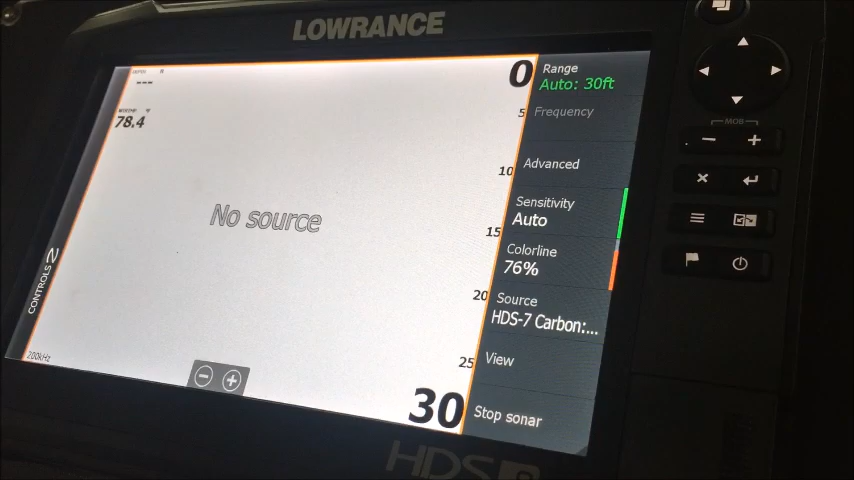 LOWRANCE
---
78.4
0
5
10
15
20
25
30
No source
200kHz
CONTROLS
Range
Auto: 30ft
Frequency
Advanced
Sensitivity
Auto
Colorline
76%
Source
HDS-7 Carbon:...
View
Stop sonar
MOB
HDS